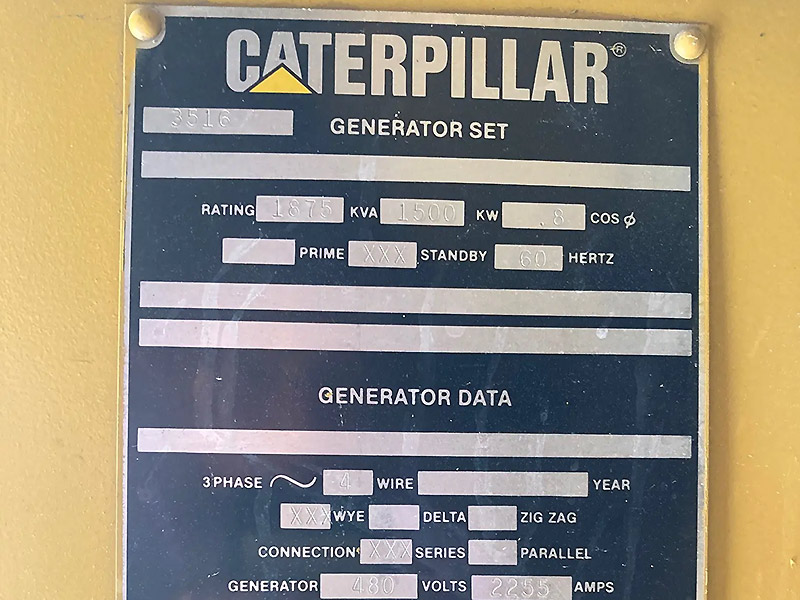 CATERPILLAR®
3516 GENERATOR SET
RATING 1875 KVA 1500 KW .8 COS φ
PRIME XXX STANDBY 60 HERTZ
GENERATOR DATA
3 PHASE ~ 4 WIRE YEAR
XXX WYE DELTA ZIG ZAG
CONNECTION XXX SERIES PARALLEL
GENERATOR 480 VOLTS 2255 AMPS